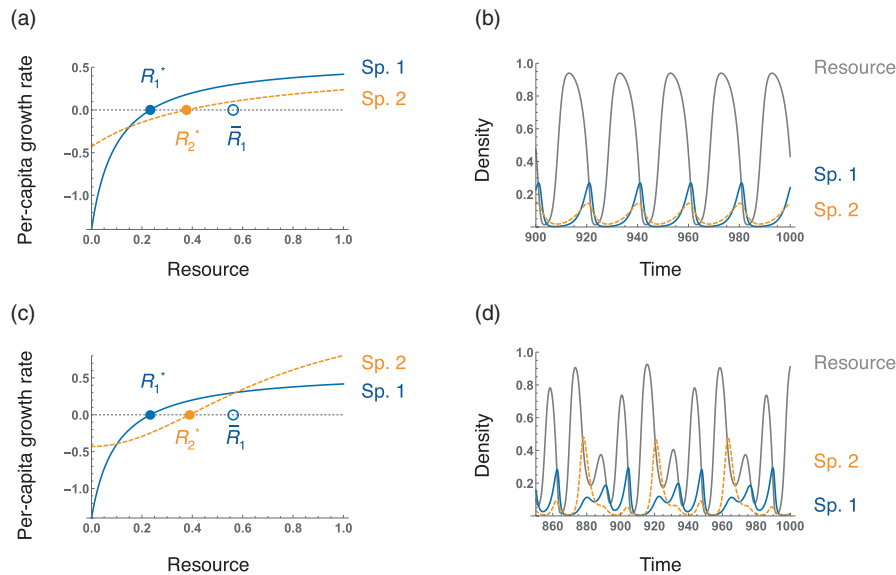 (a)
Per-capita growth rate
0.5
0.0
−0.5
−1.0
R₁*
R₂*
R̄₁
Sp. 1
Sp. 2
0.0 0.2 0.4 0.6 0.8 1.0
Resource
(b)
Density
1.0
0.8
0.6
0.4
0.2
Resource
Sp. 1
Sp. 2
900 920 940 960 980 1000
Time
(c)
Per-capita growth rate
0.5
0.0
−0.5
−1.0
R₁*
R₂*
R̄₁
Sp. 2
Sp. 1
0.0 0.2 0.4 0.6 0.8 1.0
Resource
(d)
Density
1.0
0.8
0.6
0.4
0.2
Resource
Sp. 2
Sp. 1
850 860 880 900 920 940 960 980 1000
Time